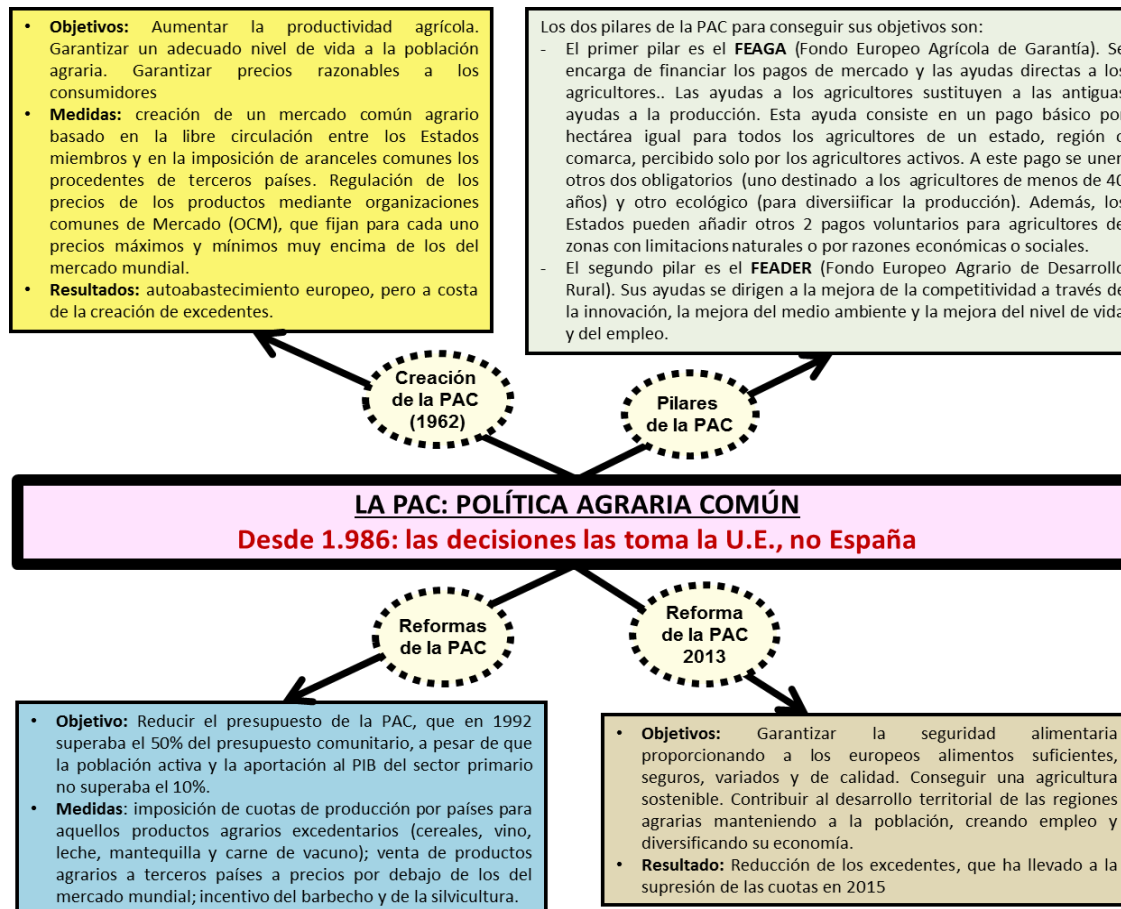 • Objetivos: Aumentar la productividad agrícola.
Garantizar un adecuado nivel de vida a la población
agraria. Garantizar precios razonables a los
consumidores
• Medidas: creación de un mercado común agrario
basado en la libre circulación entre los Estados
miembros y en la imposición de aranceles comunes los
procedentes de terceros países. Regulación de los
precios de los productos mediante organizaciones
comunes de Mercado (OCM), que fijan para cada uno
precios máximos y mínimos muy encima de los del
mercado mundial.
• Resultados: autoabastecimiento europeo, pero a costa
de la creación de excedentes.
Los dos pilares de la PAC para conseguir sus objetivos son:
- El primer pilar es el FEAGA (Fondo Europeo Agrícola de Garantía). Se
encarga de financiar los pagos de mercado y las ayudas directas a los
agricultores.. Las ayudas a los agricultores sustituyen a las antiguas
ayudas a la producción. Esta ayuda consiste en un pago básico por
hectárea igual para todos los agricultores de un estado, región o
comarca, percibido solo por los agricultores activos. A este pago se unen
otros dos obligatorios (uno destinado a los agricultores de menos de 40
años) y otro ecológico (para diversiificar la producción). Además, los
Estados pueden añadir otros 2 pagos voluntarios para agricultores de
zonas con limitacions naturales o por razones económicas o sociales.
- El segundo pilar es el FEADER (Fondo Europeo Agrario de Desarrollo
Rural). Sus ayudas se dirigen a la mejora de la competitividad a través de
la innovación, la mejora del medio ambiente y la mejora del nivel de vida
y del empleo.
Creación
de la PAC
(1962)
Pilares
de la PAC
LA PAC: POLÍTICA AGRARIA COMÚN
Desde 1.986: las decisiones las toma la U.E., no España
Reformas
de la PAC
Reforma
de la PAC
2013
• Objetivo: Reducir el presupuesto de la PAC, que en 1992
superaba el 50% del presupuesto comunitario, a pesar de que
la población activa y la aportación al PIB del sector primario
no superaba el 10%.
• Medidas: imposición de cuotas de producción por países para
aquellos productos agrarios excedentarios (cereales, vino,
leche, mantequilla y carne de vacuno); venta de productos
agrarios a terceros países a precios por debajo de los del
mercado mundial; incentivo del barbecho y de la silvicultura.
• Objetivos: Garantizar la seguridad alimentaria
proporcionando a los europeos alimentos suficientes,
seguros, variados y de calidad. Conseguir una agricultura
sostenible. Contribuir al desarrollo territorial de las regiones
agrarias manteniendo a la población, creando empleo y
diversificando su economía.
• Resultado: Reducción de los excedentes, que ha llevado a la
supresión de las cuotas en 2015